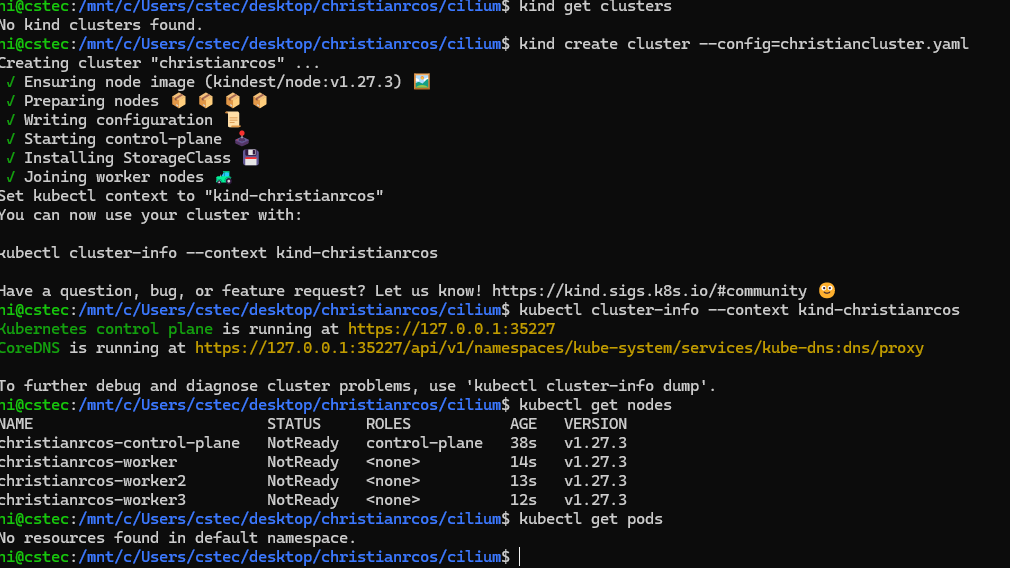 ni@cstec:/mnt/c/Users/cstec/desktop/christianrcos/cilium$ kind get clusters
No kind clusters found.
ni@cstec:/mnt/c/Users/cstec/desktop/christianrcos/cilium$ kind create cluster --config=christiancluster.yaml
Creating cluster "christianrcos" ...
✓ Ensuring node image (kindest/node:v1.27.3) 🖼
✓ Preparing nodes 📦 📦 📦 📦
✓ Writing configuration 📜
✓ Starting control-plane 🕹
✓ Installing StorageClass 💾
✓ Joining worker nodes 🚜
Set kubectl context to "kind-christianrcos"
You can now use your cluster with:
kubectl cluster-info --context kind-christianrcos
Have a question, bug, or feature request? Let us know! https://kind.sigs.k8s.io/#community 🙂
ni@cstec:/mnt/c/Users/cstec/desktop/christianrcos/cilium$ kubectl cluster-info --context kind-christianrcos
Kubernetes control plane is running at https://127.0.0.1:35227
CoreDNS is running at https://127.0.0.1:35227/api/v1/namespaces/kube-system/services/kube-dns:dns/proxy
To further debug and diagnose cluster problems, use 'kubectl cluster-info dump'.
ni@cstec:/mnt/c/Users/cstec/desktop/christianrcos/cilium$ kubectl get nodes
NAME STATUS ROLES AGE VERSION
christianrcos-control-plane NotReady control-plane 38s v1.27.3
christianrcos-worker NotReady <none> 14s v1.27.3
christianrcos-worker2 NotReady <none> 13s v1.27.3
christianrcos-worker3 NotReady <none> 12s v1.27.3
ni@cstec:/mnt/c/Users/cstec/desktop/christianrcos/cilium$ kubectl get pods
No resources found in default namespace.
ni@cstec:/mnt/c/Users/cstec/desktop/christianrcos/cilium$